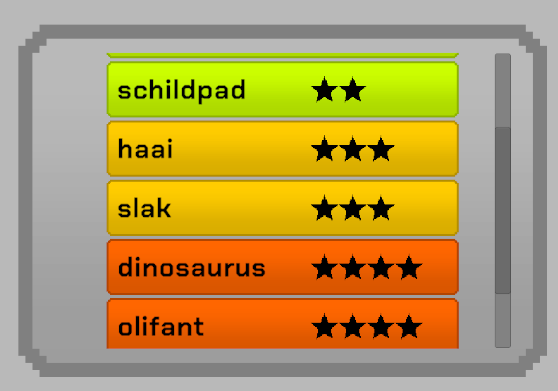 schildpad ★★
haai ★★★
slak ★★★
dinosaurus ★★★★
olifant ★★★★